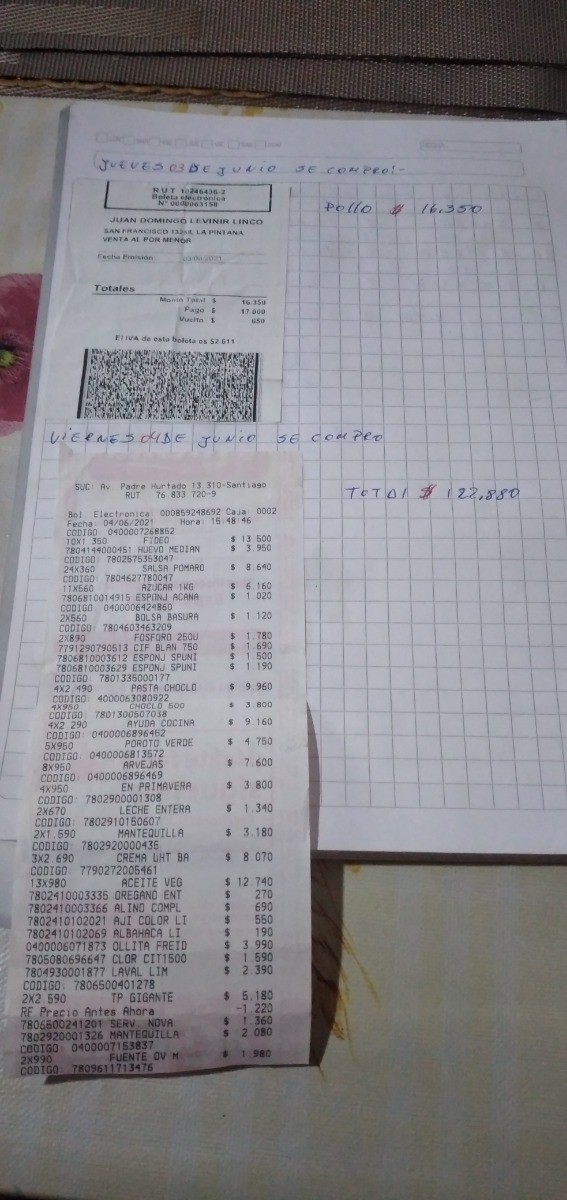 JUEVES 03 DE JUNIO SE COMPRO:-
RUT 10246436-2
Boleta electrónica
N° 0000063158
JUAN DOMINGO LEVINIR LINCO
SAN FRANCISCO 13258, LA PINTANA
VENTA AL POR MENOR
Fecha Emisión:
Totales
Monto Total $ 16.350
Pago $ 17.000
Vuelto $ 650
El IVA de esta boleta es $2.611
POLLO $ 16,350
VIERNES 04 DE JUNIO SE COMPRO
TOTAL $ 122,880
SUC: Av. Padre Hurtado 13.310-Santiago
RUT 76 833 720-9
Bol Electronica: 000859248692 Caja: 0002
Fecha: 04/06/2021 Hora: 15:48:46
CODIGO: 0400007268852
10X1.350 FIDEO $ 13.500
7804144000451 HUEVO MEDIAN $ 3.950
CODIGO: 7802575353047
24X360 SALSA POMARO $ 8.640
CODIGO: 7804627780047
11X560 AZUCAR 1KG $ 6.160
7806810014915 ESPONJ ACANA $ 1.020
CODIGO: 0400006424860
2X560 BOLSA BASURA $ 1.120
CODIGO: 7804603463209
2X890 FOSFORO 250U $ 1.780
7791290790513 CIF BLAN 750 $ 1.690
7806810003612 ESPONJ SPUNI $ 1.500
7806810003629 ESPONJ SPUNI $ 1.190
CODIGO: 7801335000177
4X2.490 PASTA CHOCLO $ 9.960
CODIGO: 4000063080922
4X950 CHOCLO 500 $ 3.800
CODIGO: 7801300507038
4X2.290 AYUDA COCINA $ 9.160
CODIGO: 0400006896452
5X950 POROTO VERDE $ 4.750
CODIGO: 0400006813572
8X950 ARVEJAS $ 7.600
CODIGO: 0400006896469
4X950 EN PRIMAVERA $ 3.800
CODIGO: 7802900001308
2X670 LECHE ENTERA $ 1.340
CODIGO: 7802910150607
2X1.590 MANTEQUILLA $ 3.180
CODIGO: 7802920000435
3X2.690 CREMA UHT BA $ 8.070
CODIGO: 7790272005461
13X980 ACEITE VEG $ 12.740
7802410003335 OREGANO ENT $ 270
7802410003366 ALINO COMPL $ 690
7802410102021 AJI COLOR LI $ 550
7802410102069 ALBAHACA LI $ 190
0400006071873 OLLITA FREID $ 3.990
7805080696647 CLOR CIT1500 $ 1.590
7804930001877 LAVAL LIM $ 2.390
CODIGO: 7806500401278
2X2.590 TP GIGANTE $ 5.180
RF Precio Antes Ahora -1.220
7806500241201 SERV. NOVA $ 1.360
7802920001326 MANTEQUILLA $ 2.080
CODIGO: 0400007153837
2X990 FUENTE OV M $ 1.980
CODIGO: 7809611713476